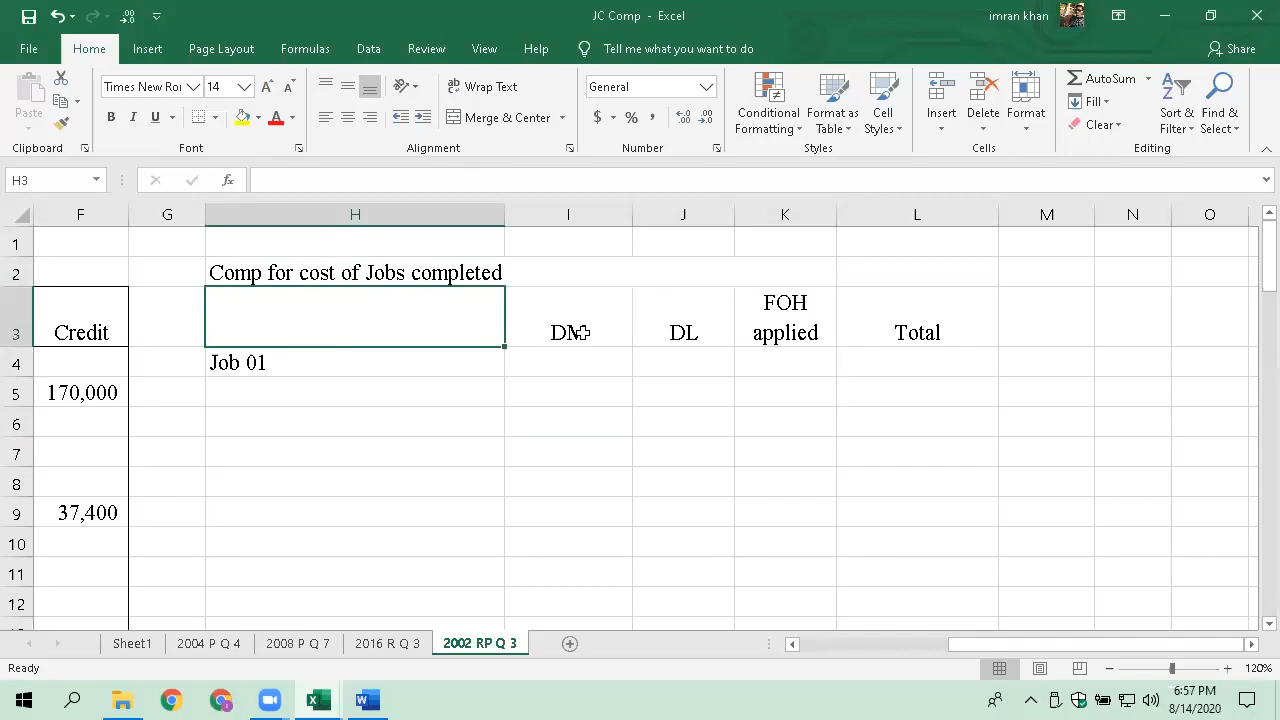 JC Comp - Excel
imran khan
File Home Insert Page Layout Formulas Data Review View Help Tell me what you want to do Share
Times New Ro 14 A A Wrap Text General AutoSum
Paste B I U A Merge & Center $ % , Conditional Formatting Format as Table Cell Styles Insert Delete Format Fill Clear Sort & Filter Find & Select
Clipboard Font Alignment Number Styles Cells Editing
H3 fx
F G H I J K L M N O
1
2 Comp for cost of Jobs completed
3 Credit DM DL FOH applied Total
4 Job 01
5 170,000
6
7
8
9 37,400
10
11
12
Sheet1 2004 P Q 4 2008 P Q 7 2016 R Q 3 2002 RP Q 3
Ready 120%
6:57 PM
8/14/2020